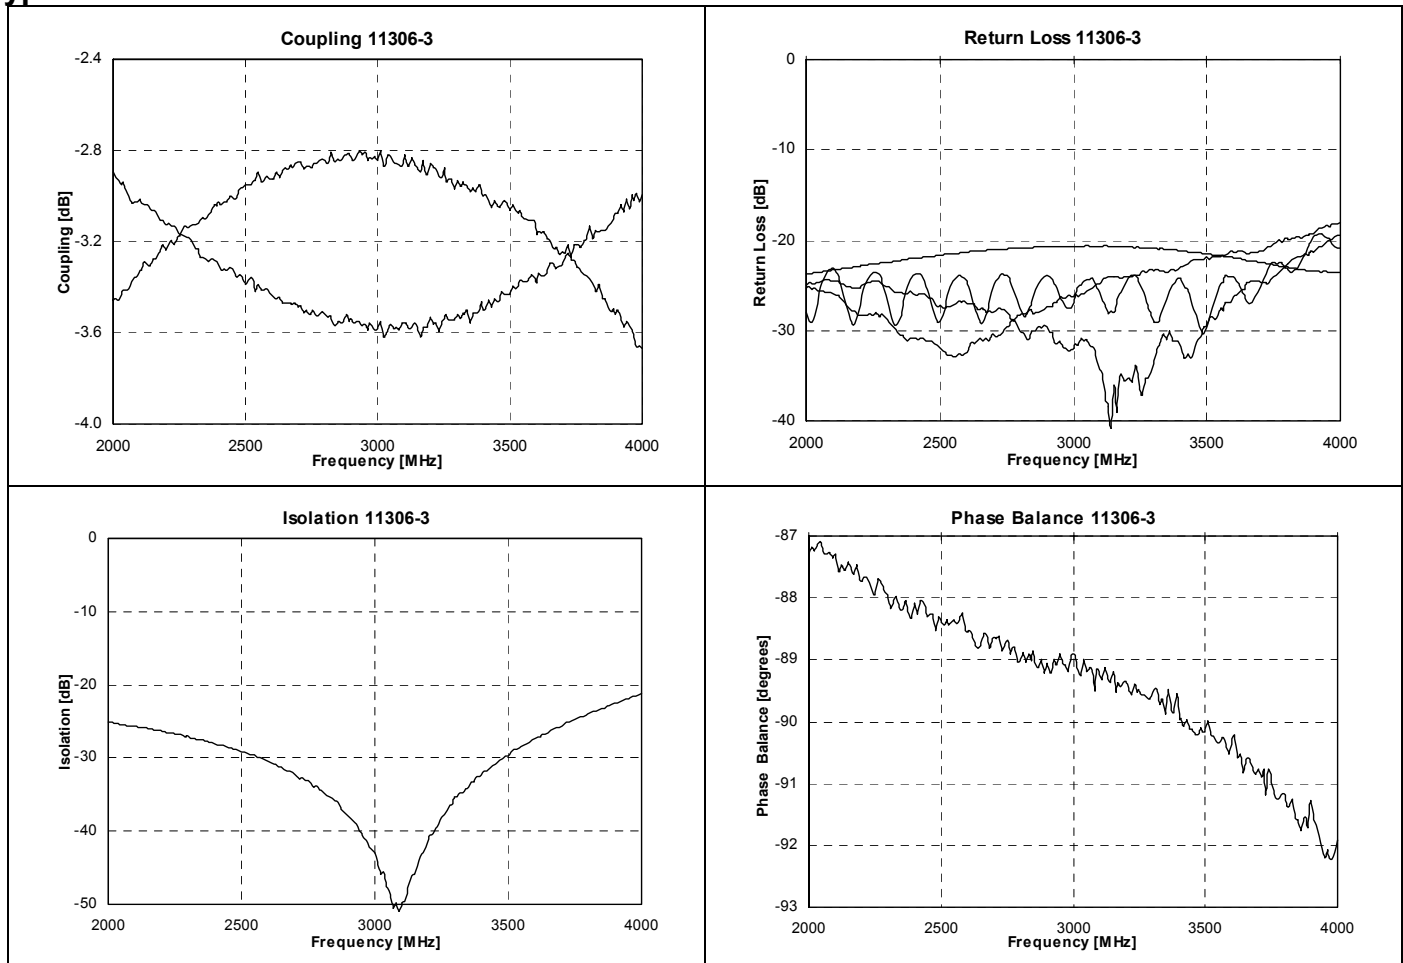 Coupling 11306-3
-2.4
-2.8
-3.2
-3.6
-4.0
Coupling [dB]
2000 2500 3000 3500 4000
Frequency [MHz]
Return Loss 11306-3
0
-10
-20
-30
-40
Return Loss [dB]
2000 2500 3000 3500 4000
Frequency [MHz]
Isolation 11306-3
0
-10
-20
-30
-40
-50
Isolation [dB]
2000 2500 3000 3500 4000
Frequency [MHz]
Phase Balance 11306-3
-87
-88
-89
-90
-91
-92
-93
Phase Balance [degrees]
2000 2500 3000 3500 4000
Frequency [MHz]